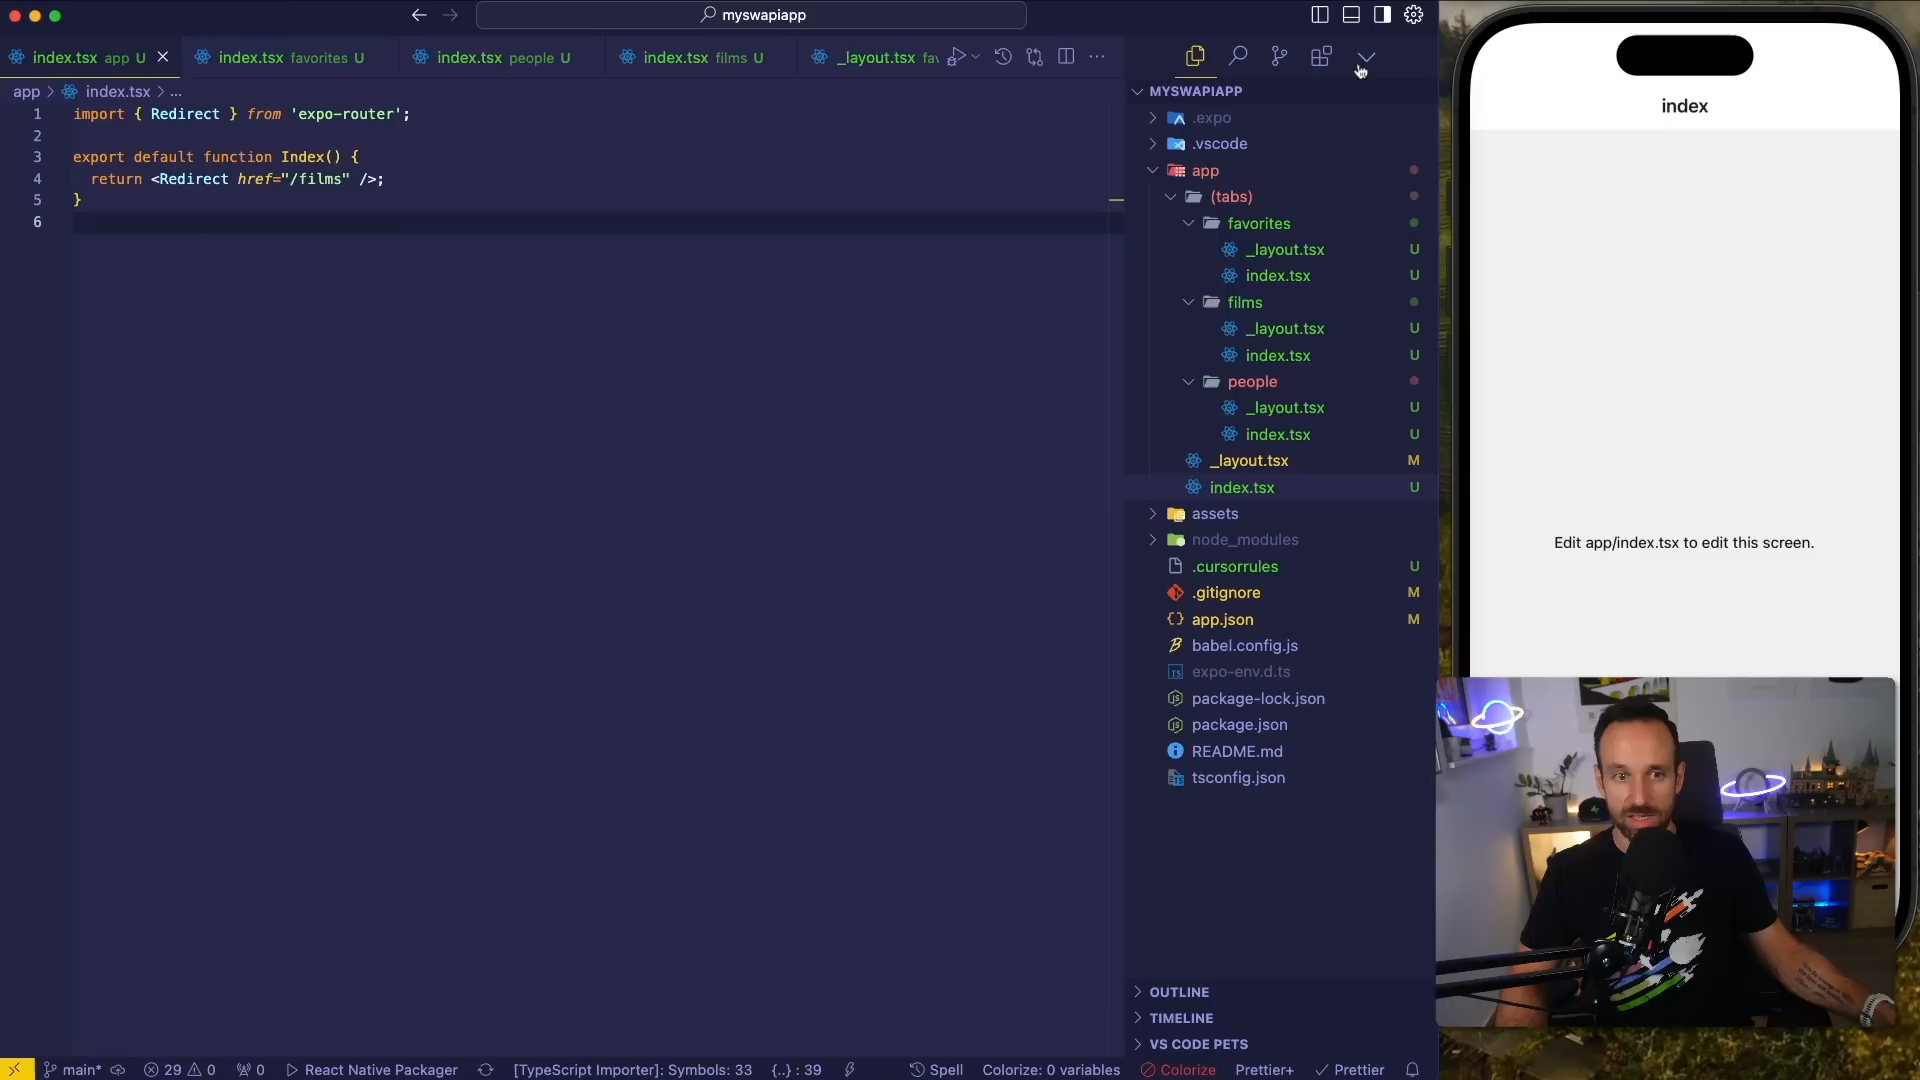 myswapiapp
index.tsx app U
index.tsx favorites U
index.tsx people U
index.tsx films U
_layout.tsx fav
app > index.tsx > ...
1 import { Redirect } from 'expo-router';
2
3 export default function Index() {
4 return <Redirect href="/films" />;
5 }
6
MYSWAPIAPP
.expo
.vscode
app
(tabs)
favorites
_layout.tsx U
index.tsx U
films
_layout.tsx U
index.tsx U
people
_layout.tsx U
index.tsx U
_layout.tsx M
index.tsx U
assets
node_modules
.cursorrules U
.gitignore M
app.json M
babel.config.js
expo-env.d.ts
package-lock.json
package.json
README.md
tsconfig.json
OUTLINE
TIMELINE
VS CODE PETS
index
Edit app/index.tsx to edit this screen.
main* 29 0 0 React Native Packager [TypeScript Importer]: Symbols: 33 {..} : 39 Spell Colorize: 0 variables Colorize Prettier+ Prettier